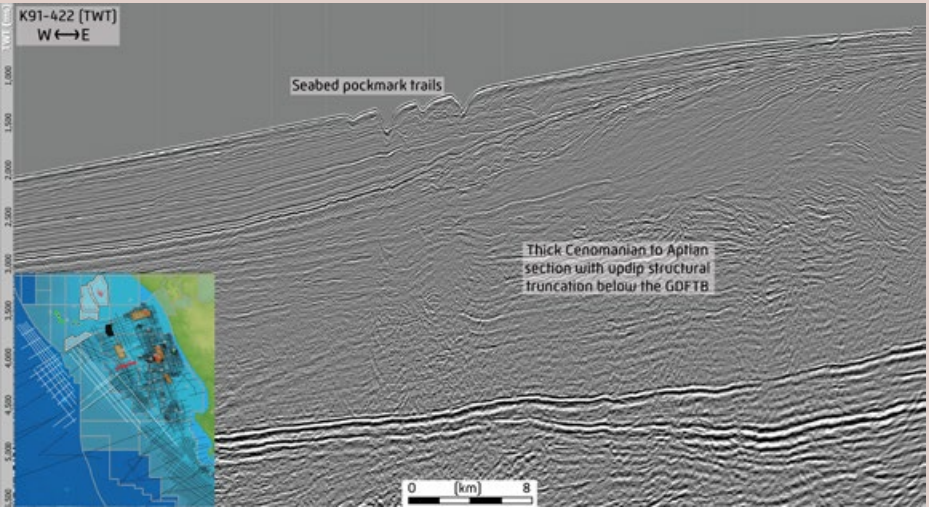 K91-422 (TWT)
W ⟷ E
TWT (ms)
Seabed pockmark trails
1,000
1,500
2,000
2,500
3,000
3,500
4,000
4,500
5,000
Thick Cenomanian to Aptian
section with updip structural
truncation below the GOFTB
0 (km) 8